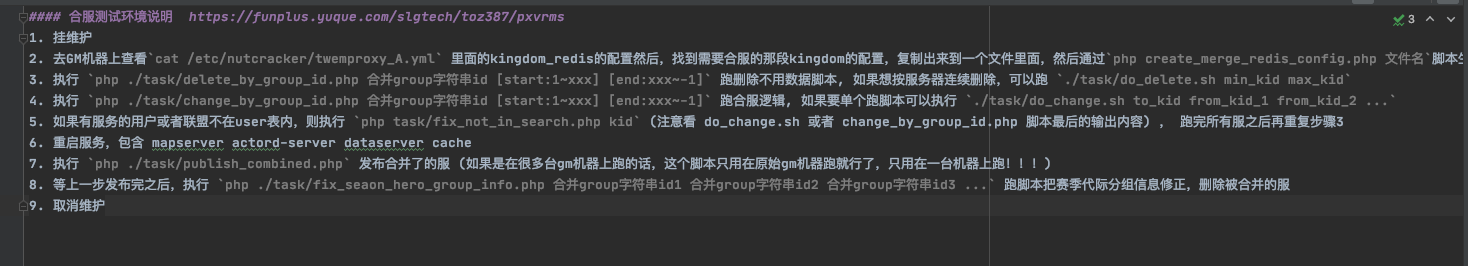 #### 合服测试环境说明  https://funplus.yuque.com/slgtech/toz387/pxvrms
3
1. 挂维护
2. 去GM机器上查看`cat /etc/nutcracker/twemproxy_A.yml` 里面的kingdom_redis的配置然后, 找到需要合服的那段kingdom的配置, 复制出来到一个文件里面, 然后通过`php create_merge_redis_config.php 文件名`脚本
3. 执行 `php ./task/delete_by_group_id.php 合并group字符串id [start:1~xxx] [end:xxx~-1]` 跑删除不用数据脚本, 如果想按服务器连续删除, 可以跑 `./task/do_delete.sh min_kid max_kid`
4. 执行 `php ./task/change_by_group_id.php 合并group字符串id [start:1~xxx] [end:xxx~-1]` 跑合服逻辑, 如果要单个跑脚本可以执行 `./task/do_change.sh to_kid from_kid_1 from_kid_2 ...`
5. 如果有服务的用户或者联盟不在user表内, 则执行 `php task/fix_not_in_search.php kid` (注意看 do_change.sh 或者 change_by_group_id.php 脚本最后的输出内容) , 跑完所有服之后再重复步骤3
6. 重启服务, 包含 mapserver actord-server dataserver cache
7. 执行 `php ./task/publish_combined.php` 发布合并了的服 (如果是在很多台gm机器上跑的话, 这个脚本只用在原始gm机器跑就行了, 只用在一台机器上跑! ! ! )
8. 等上一步发布完之后, 执行 `php ./task/fix_seaon_hero_group_info.php 合并group字符串id1 合并group字符串id2 合并group字符串id3 ...` 跑脚本把赛季代际分组信息修正, 删除被合并的服
9. 取消维护